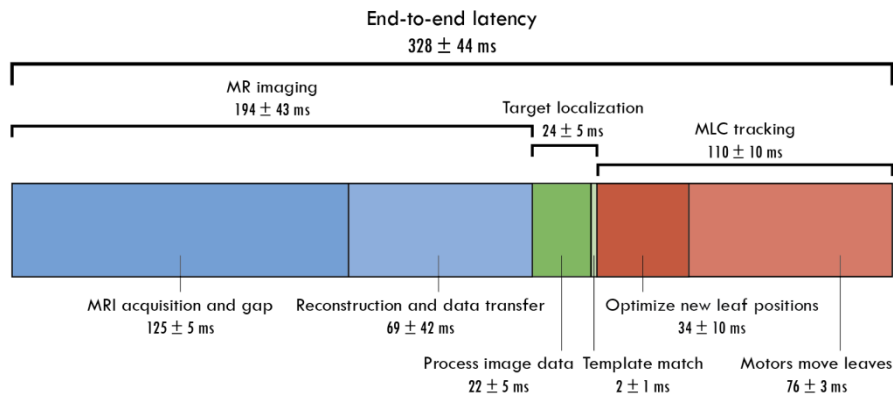 End-to-end latency
328 ± 44 ms
MR imaging
194 ± 43 ms
Target localization
24 ± 5 ms
MLC tracking
110 ± 10 ms
MRI acquisition and gap
125 ± 5 ms
Reconstruction and data transfer
69 ± 42 ms
Optimize new leaf positions
34 ± 10 ms
Process image data
22 ± 5 ms
Template match
2 ± 1 ms
Motors move leaves
76 ± 3 ms